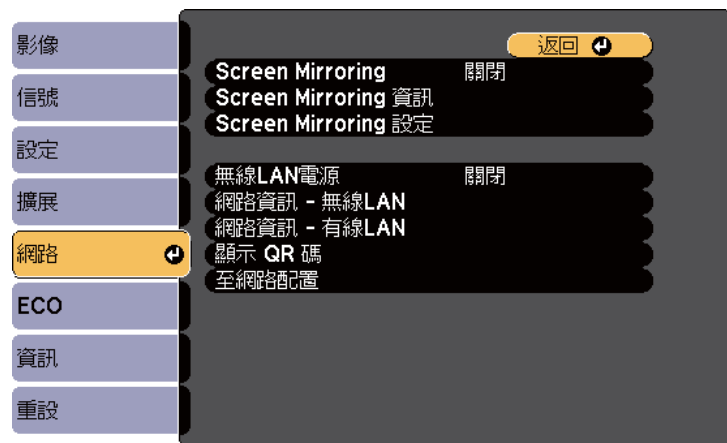 影像
信號
設定
擴展
網路
ECO
資訊
重設
返回
Screen Mirroring 關閉
Screen Mirroring 資訊
Screen Mirroring 設定
無線LAN電源 關閉
網路資訊 - 無線LAN
網路資訊 - 有線LAN
顯示 QR 碼
至網路配置